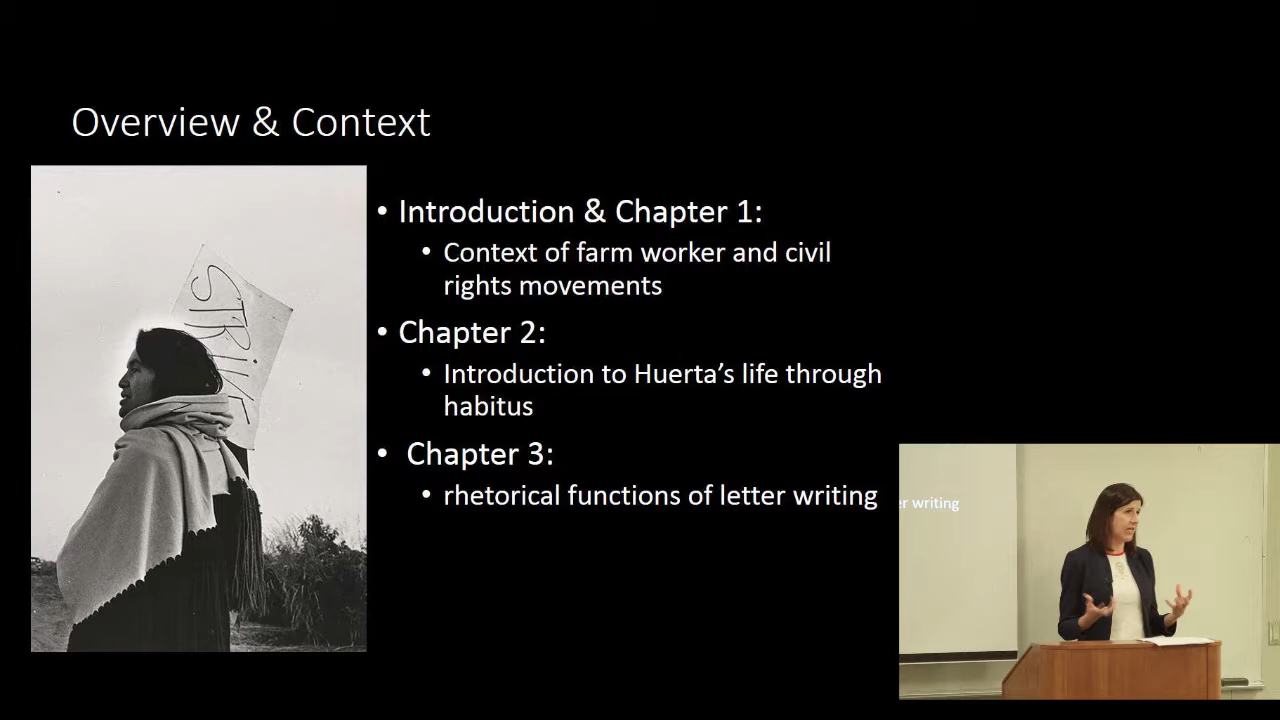 Overview & Context
STRIKE
• Introduction & Chapter 1:
• Context of farm worker and civil
rights movements
• Chapter 2:
• Introduction to Huerta’s life through
habitus
• Chapter 3:
• rhetorical functions of letter writing
er writing